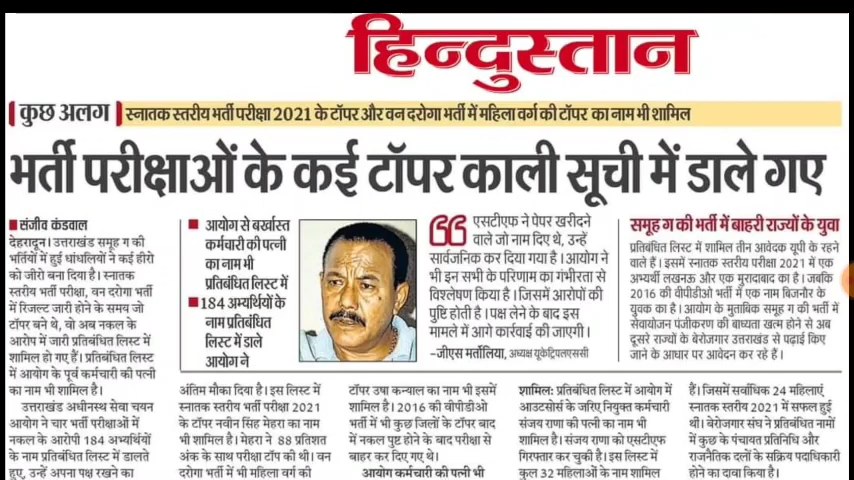 हिन्दुस्तान
कुछ अलग
स्नातक स्तरीय भर्ती परीक्षा 2021 के टॉपर और वन दरोगा भर्ती में महिला वर्ग की टॉपर का नाम भी शामिल
भर्ती परीक्षाओं के कई टॉपर काली सूची में डाले गए
संजीव कंडवाल
देहरादून। उत्तराखंड समूह ग की
भर्तियों में हुई धांधलियों ने कई हीरो
को जीरो बना दिया है। स्नातक
स्तरीय भर्ती परीक्षा, वन दरोगा भर्ती
में रिजल्ट जारी होने के समय जो
टॉपर बने थे, वो अब नकल के
आरोप में जारी प्रतिबंधित लिस्ट में
शामिल हो गए हैं। प्रतिबंधित लिस्ट
में आयोग के पूर्व कर्मचारी की पत्नी
का नाम भी शामिल है।
उत्तराखंड अधीनस्थ सेवा चयन
आयोग ने चार भर्ती परीक्षाओं में
नकल के आरोपी 184 अभ्यर्थियों
के नाम प्रतिबंधित लिस्ट में डालते
हुए, उन्हें अपना पक्ष रखने का
आयोग से बर्खास्त
कर्मचारी की पत्नी
का नाम भी
प्रतिबंधित लिस्ट में
184 अभ्यर्थियों के
नाम प्रतिबंधित
लिस्ट में डाले
आयोग ने
एसटीएफ ने पेपर खरीदने
वाले जो नाम दिए थे, उन्हें
सार्वजनिक कर दिया गया है। आयोग ने
भी इन सभी के परिणाम का गंभीरता से
विश्लेषण किया है। जिसमें आरोपों की
पुष्टि होती है। पक्ष लेने के बाद इस
मामले में आगे कार्रवाई की जाएगी।
-जीएस मर्तोलिया, अध्यक्ष यूकेट्रिपलएससी
समूह ग की भर्ती में बाहरी राज्यों के युवा
प्रतिबंधित लिस्ट में शामिल तीन आवेदक यूपी के रहने
वाले हैं। इसमें स्नातक स्तरीय परीक्षा 2021 में एक
अभ्यर्थी लखनऊ और एक मुरादाबाद का है। जबकि
2016 की वीपीडीओ भर्ती में एक नाम बिजनौर के
युवक का है। आयोग के मुताबिक समूह ग की भर्ती में
सेवायोजन पंजीकरण की बाध्यता खत्म होने से अब
दूसरे राज्यों के बेरोजगार उत्तराखंड से पढ़ाई किए
जाने के आधार पर आवेदन कर रहे हैं।
अंतिम मौका दिया है। इस लिस्ट में
स्नातक स्तरीय भर्ती परीक्षा 2021
के टॉपर नवीन सिंह मेहरा का नाम
भी शामिल है। मेहरा ने 88 प्रतिशत
अंक के साथ परीक्षा टॉप की थी। वन
दरोगा भर्ती में भी महिला वर्ग की
टॉपर उषा कन्याल का नाम भी इसमें
शामिल है। 2016 की वीपीडीओ
भर्ती में भी कुछ जिलों के टॉपर बाद
में नकल पुष्ट होने के बाद परीक्षा से
बाहर कर दिए गए थे।
आयोग कर्मचारी की पत्नी भी
शामिल: प्रतिबंधित लिस्ट में आयोग में
आउटसोर्स के जरिए नियुक्त कर्मचारी
संजय राणा की पत्नी का नाम भी
शामिल है। संजय राणा को एसटीएफ
गिरफ्तार कर चुकी है। इस लिस्ट में
कुल 32 महिलाओं के नाम शामिल
हैं। जिसमें सर्वाधिक 24 महिलाएं
स्नातक स्तरीय 2021 में सफल हुई
थी। बेरोजगार संघ ने प्रतिबंधित नामों
में कुछ के पंचायत प्रतिनिधि और
राजनैतिक दलों के सक्रिय पदाधिकारी
होने का दावा किया है।